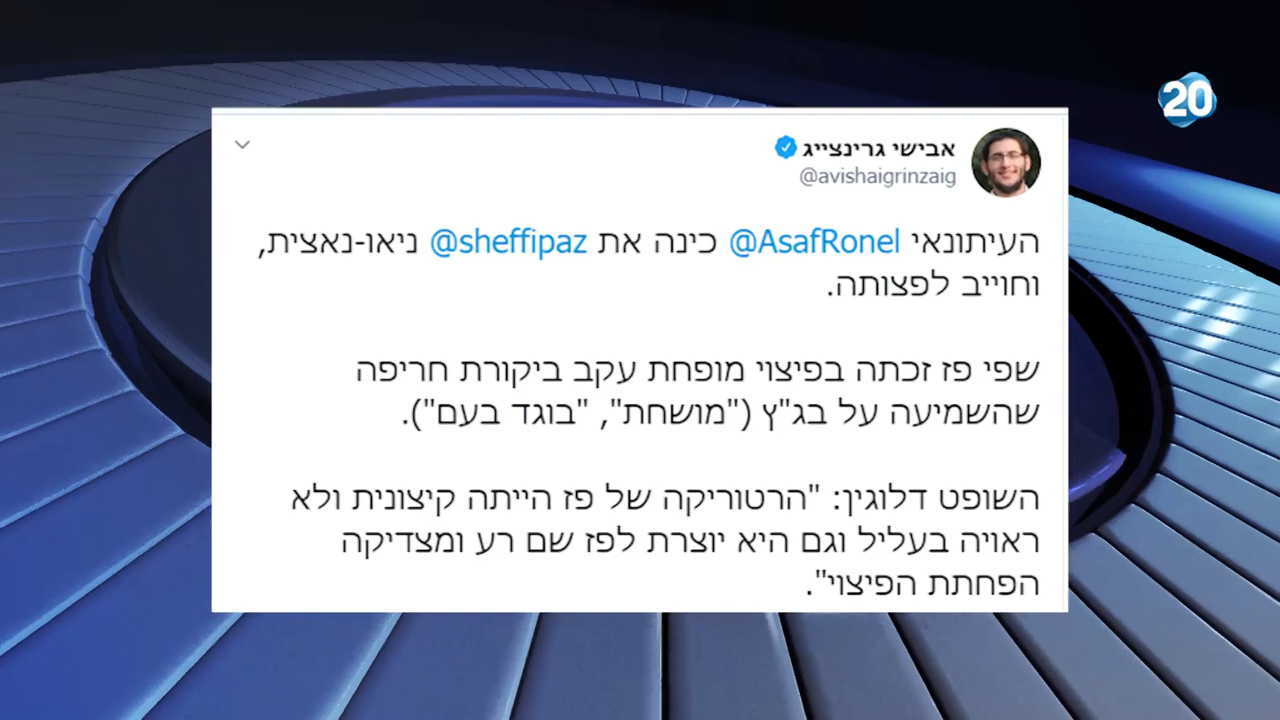 20
אבישי גרינצייג
@avishaigrinzaig
העיתונאי @AsafRonel כינה את @sheffipaz ניאו-נאצית,
וחוייב לפצותה.
שפי פז זכתה בפיצוי מופחת עקב ביקורת חריפה
שהשמיעה על בג"ץ ("מושחת", "בוגד בעם").
השופט דלוגין: "הרטוריקה של פז הייתה קיצונית ולא
ראויה בעליל וגם היא יוצרת לפז שם רע ומצדיקה
הפחתת הפיצוי".